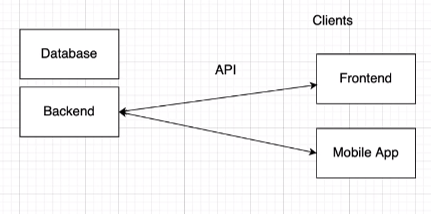 Clients
Database
API
Frontend
Backend
Mobile App